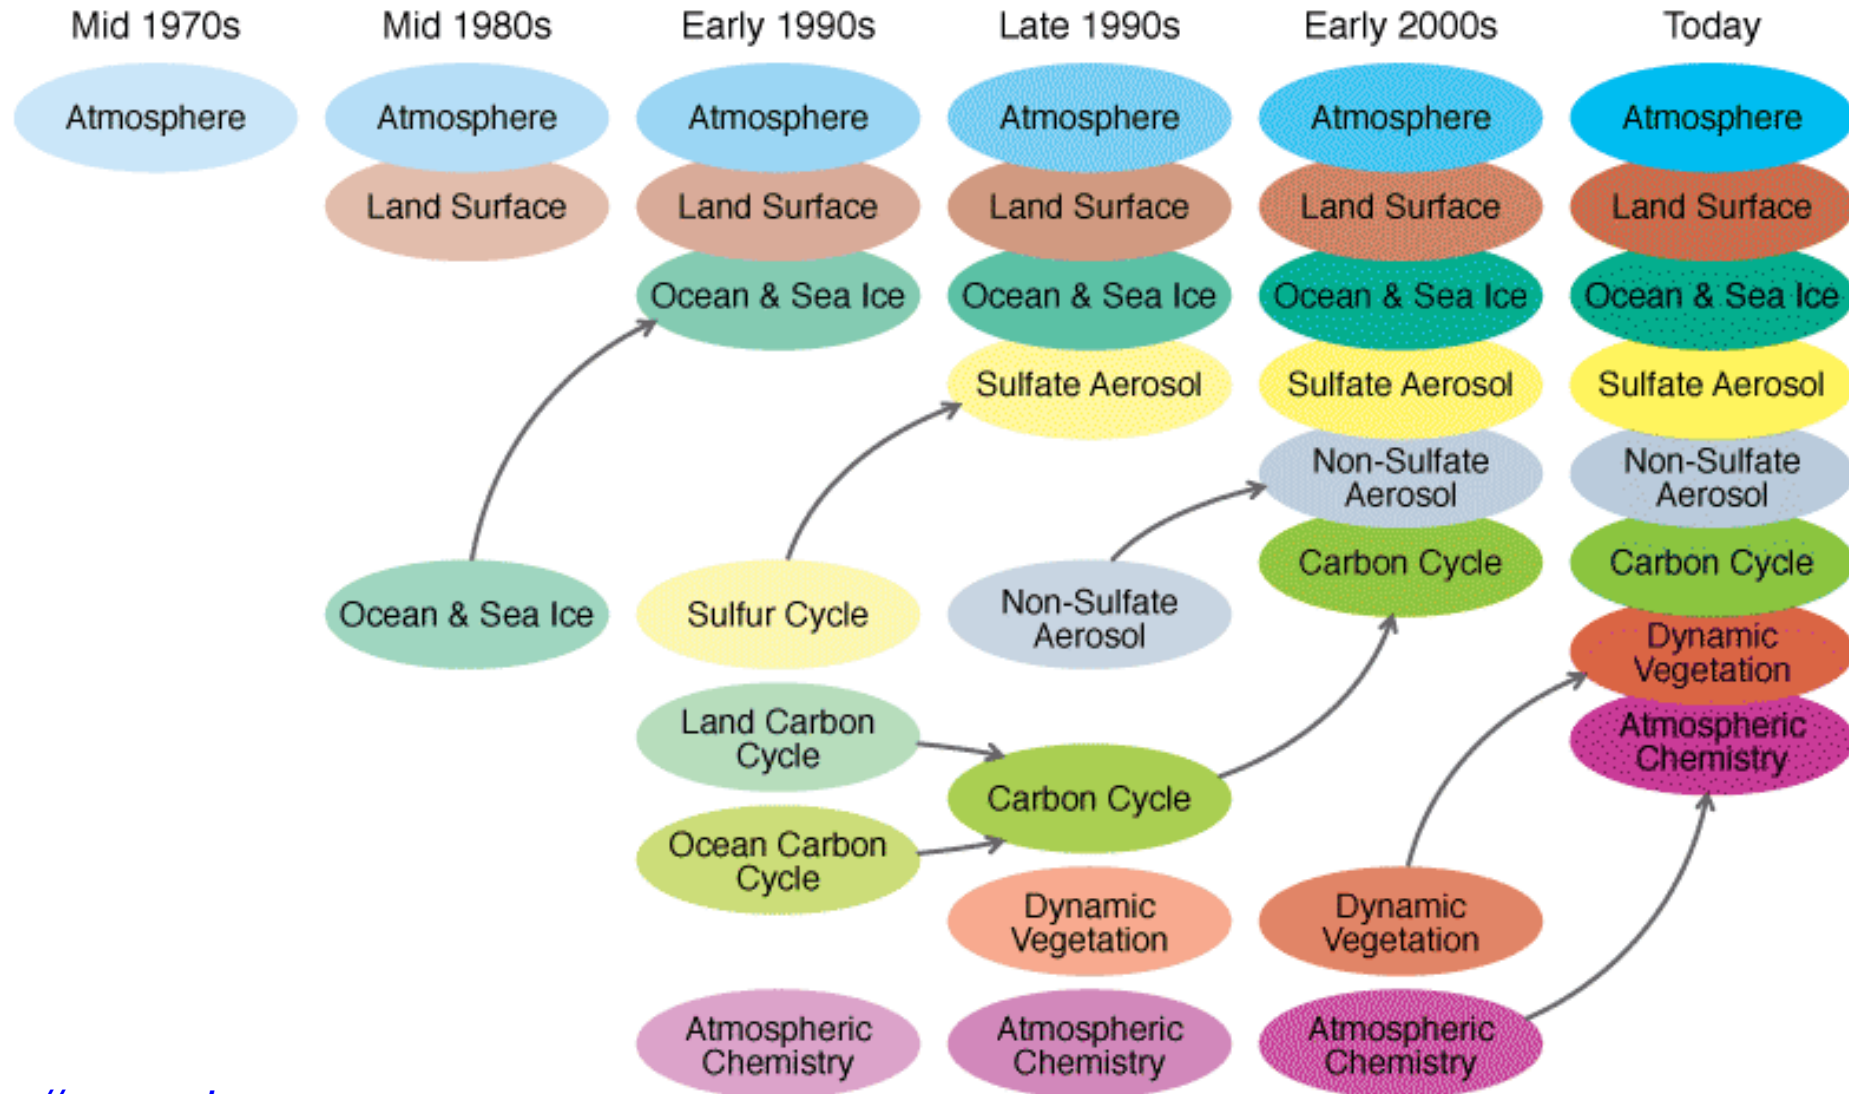 Mid 1970s
Mid 1980s
Early 1990s
Late 1990s
Early 2000s
Today
Atmosphere
Atmosphere
Atmosphere
Atmosphere
Atmosphere
Atmosphere
Land Surface
Land Surface
Land Surface
Land Surface
Land Surface
Ocean & Sea Ice
Ocean & Sea Ice
Ocean & Sea Ice
Ocean & Sea Ice
Sulfate Aerosol
Sulfate Aerosol
Sulfate Aerosol
Non-Sulfate
Aerosol
Non-Sulfate
Aerosol
Carbon Cycle
Carbon Cycle
Ocean & Sea Ice
Sulfur Cycle
Non-Sulfate
Aerosol
Dynamic
Vegetation
Land Carbon
Cycle
Atmospheric
Chemistry
Carbon Cycle
Ocean Carbon
Cycle
Dynamic
Vegetation
Dynamic
Vegetation
Atmospheric
Chemistry
Atmospheric
Chemistry
Atmospheric
Chemistry